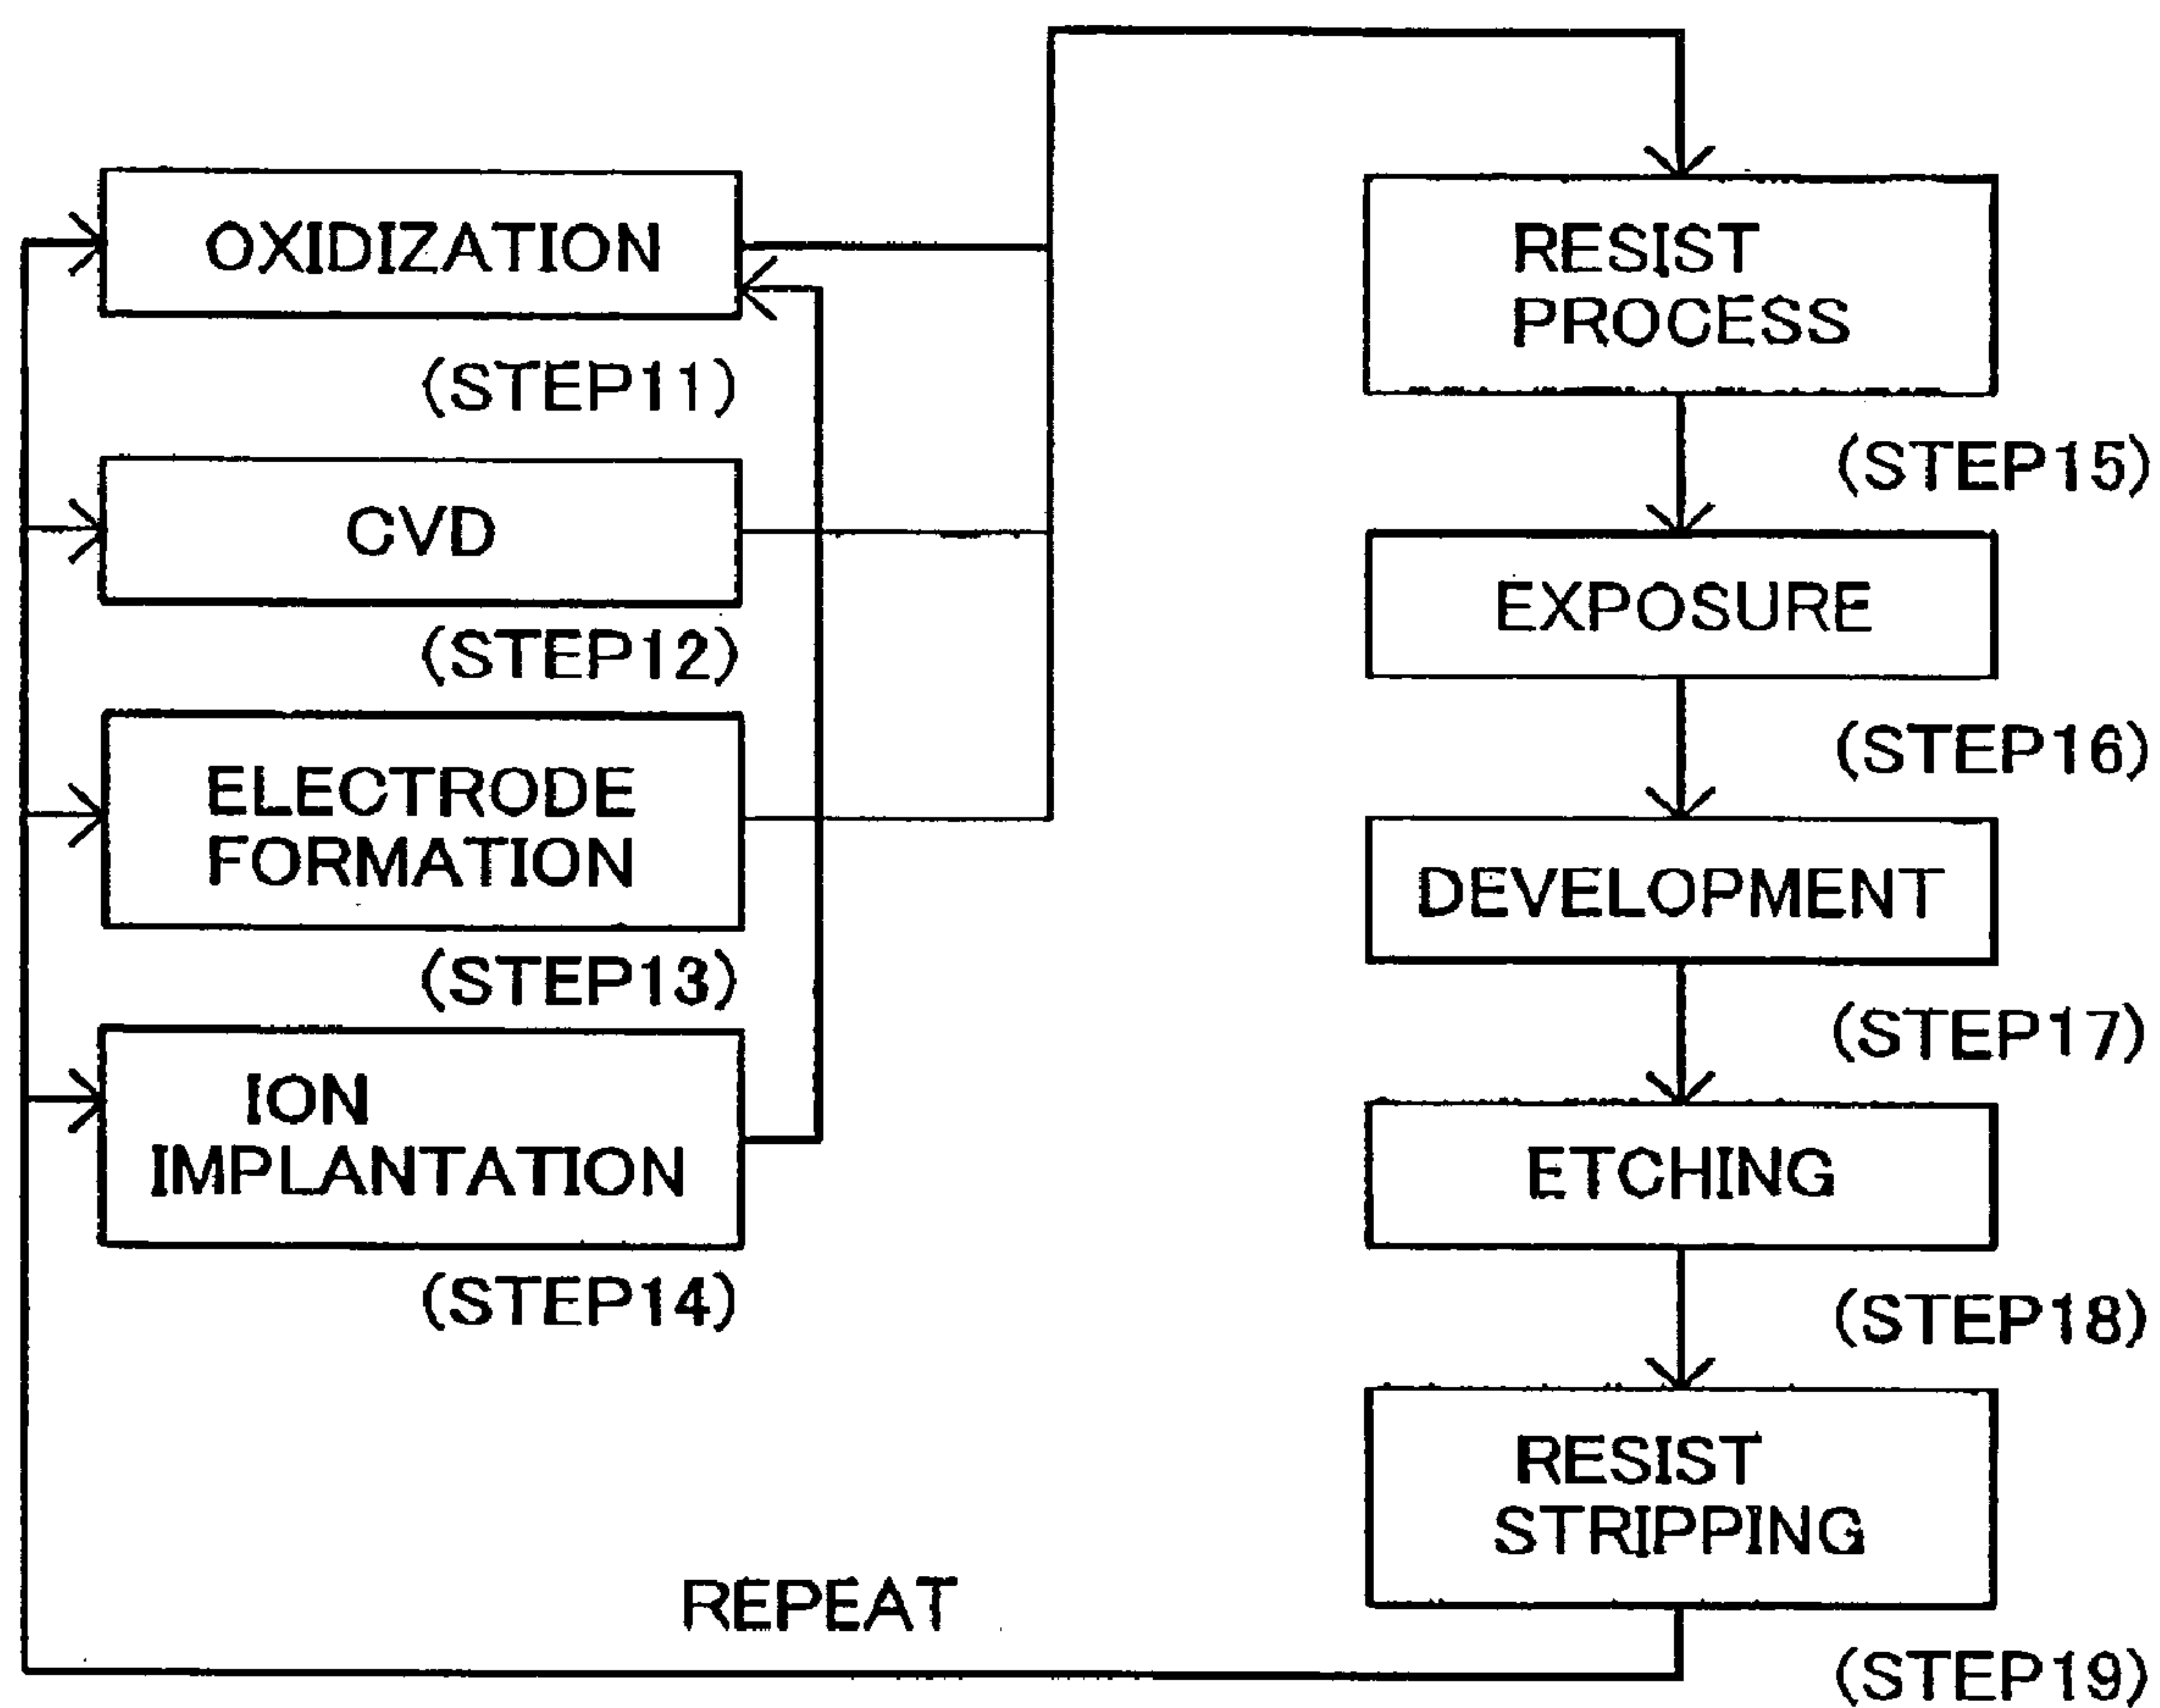 OXIDIZATION
(STEP11)
CVD
(STEP12)
ELECTRODE
FORMATION
(STEP13)
ION
IMPLANTATION
(STEP14)
RESIST
PROCESS
(STEP15)
EXPOSURE
(STEP16)
DEVELOPMENT
(STEP17)
ETCHING
(STEP18)
RESIST
STRIPPING
(STEP19)
REPEAT